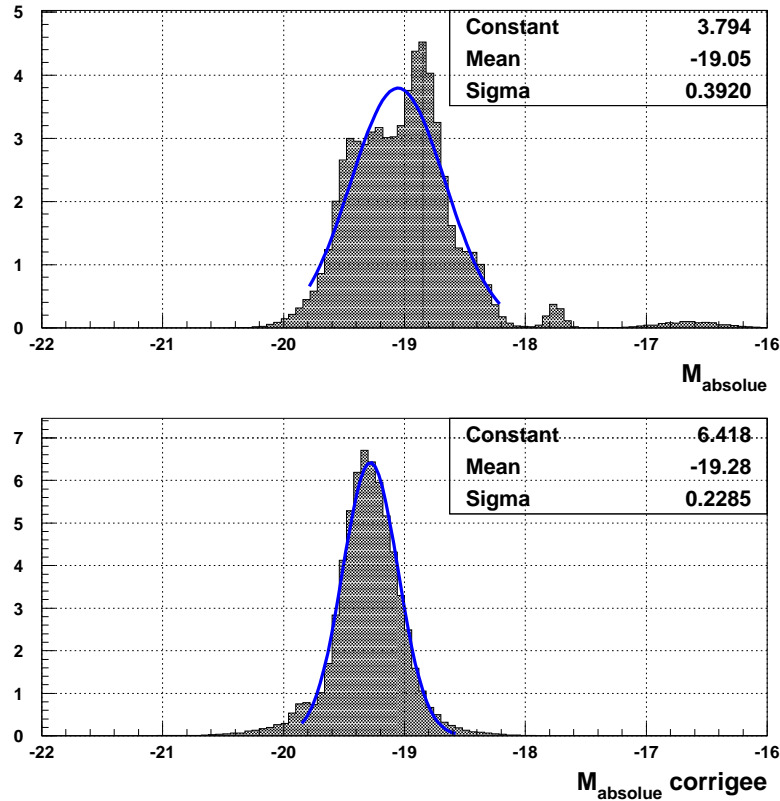 Constant 3.794
Mean -19.05
Sigma 0.3920
5
4
3
2
1
0
-22 -21 -20 -19 -18 -17 -16
M_absolue
Constant 6.418
Mean -19.28
Sigma 0.2285
7
6
5
4
3
2
1
0
-22 -21 -20 -19 -18 -17 -16
M_absolue corrigee